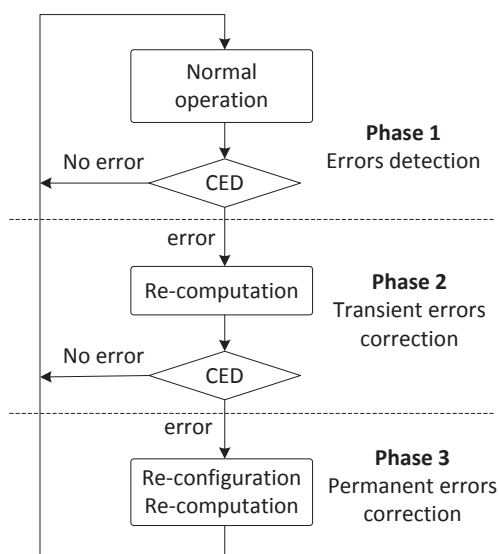 Normal
operation
Phase 1
Errors detection
No error
CED
error
Phase 2
Transient errors
correction
Re-computation
No error
CED
error
Phase 3
Permanent errors
correction
Re-configuration
Re-computation